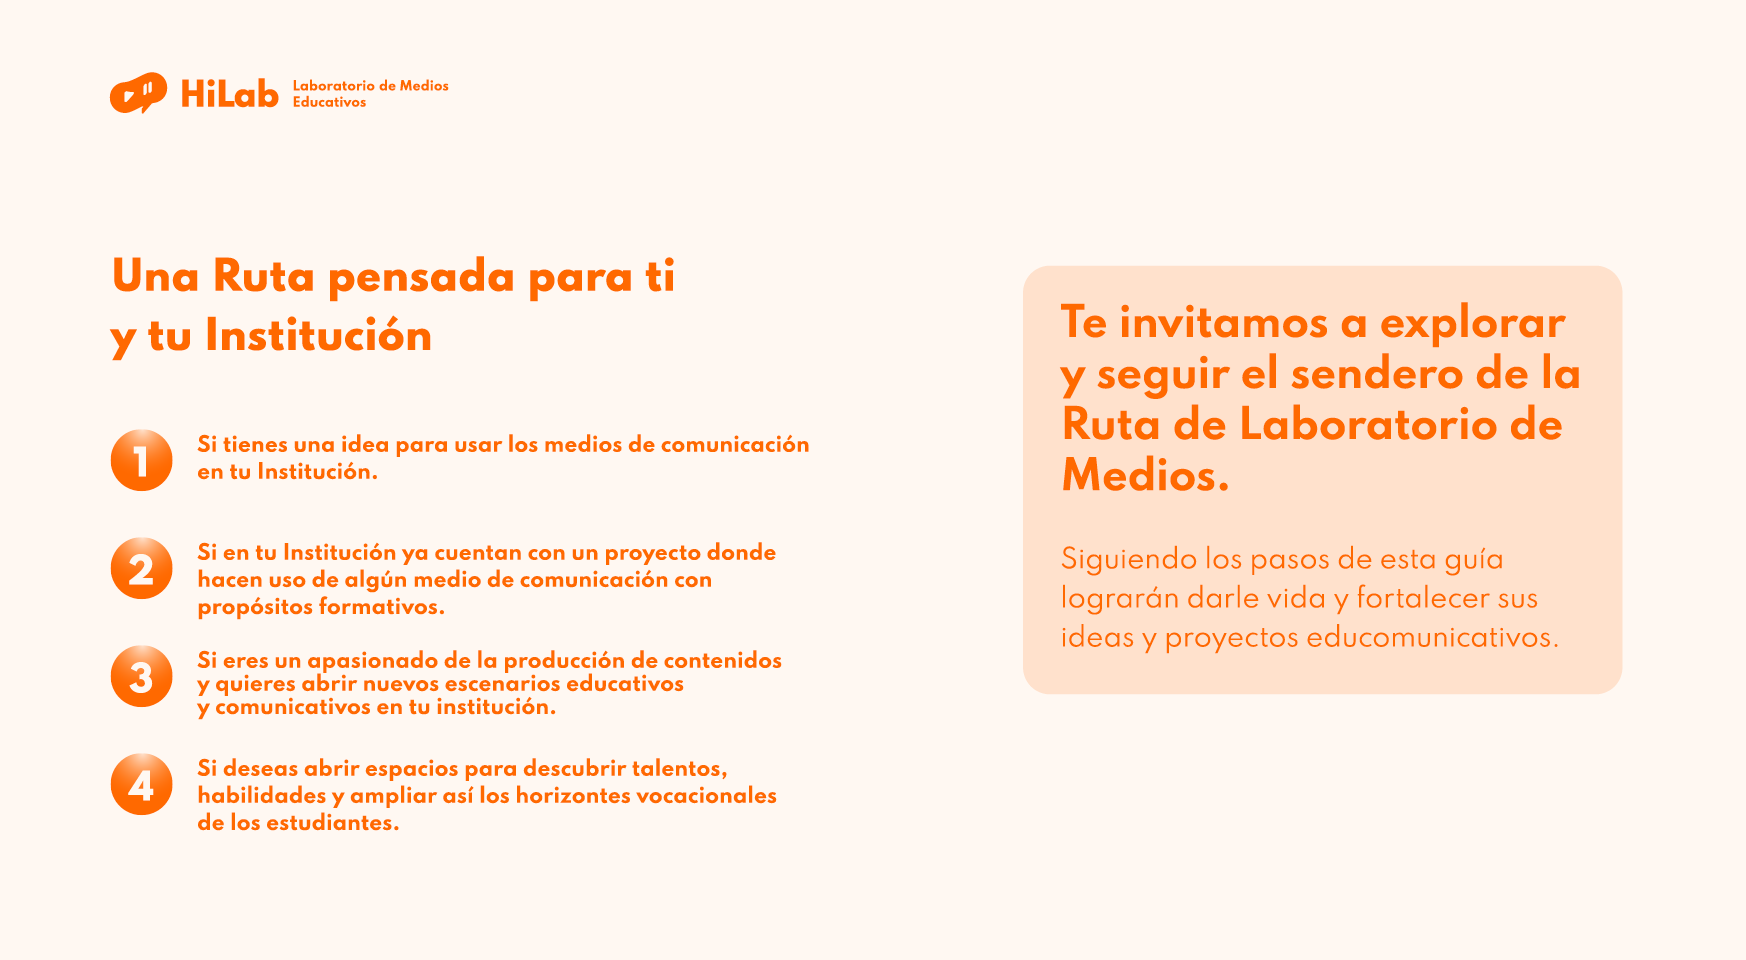 HiLab
Laboratorio de Medios
Educativos
Una Ruta pensada para ti
y tu Institución
1
Si tienes una idea para usar los medios de comunicación
en tu Institución.
2
Si en tu Institución ya cuentan con un proyecto donde
hacen uso de algún medio de comunicación con
propósitos formativos.
3
Si eres un apasionado de la producción de contenidos
y quieres abrir nuevos escenarios educativos
y comunicativos en tu institución.
4
Si deseas abrir espacios para descubrir talentos,
habilidades y ampliar así los horizontes vocacionales
de los estudiantes.
Te invitamos a explorar
y seguir el sendero de la
Ruta de Laboratorio de
Medios.
Siguiendo los pasos de esta guía
lograrán darle vida y fortalecer sus
ideas y proyectos educomunicativos.